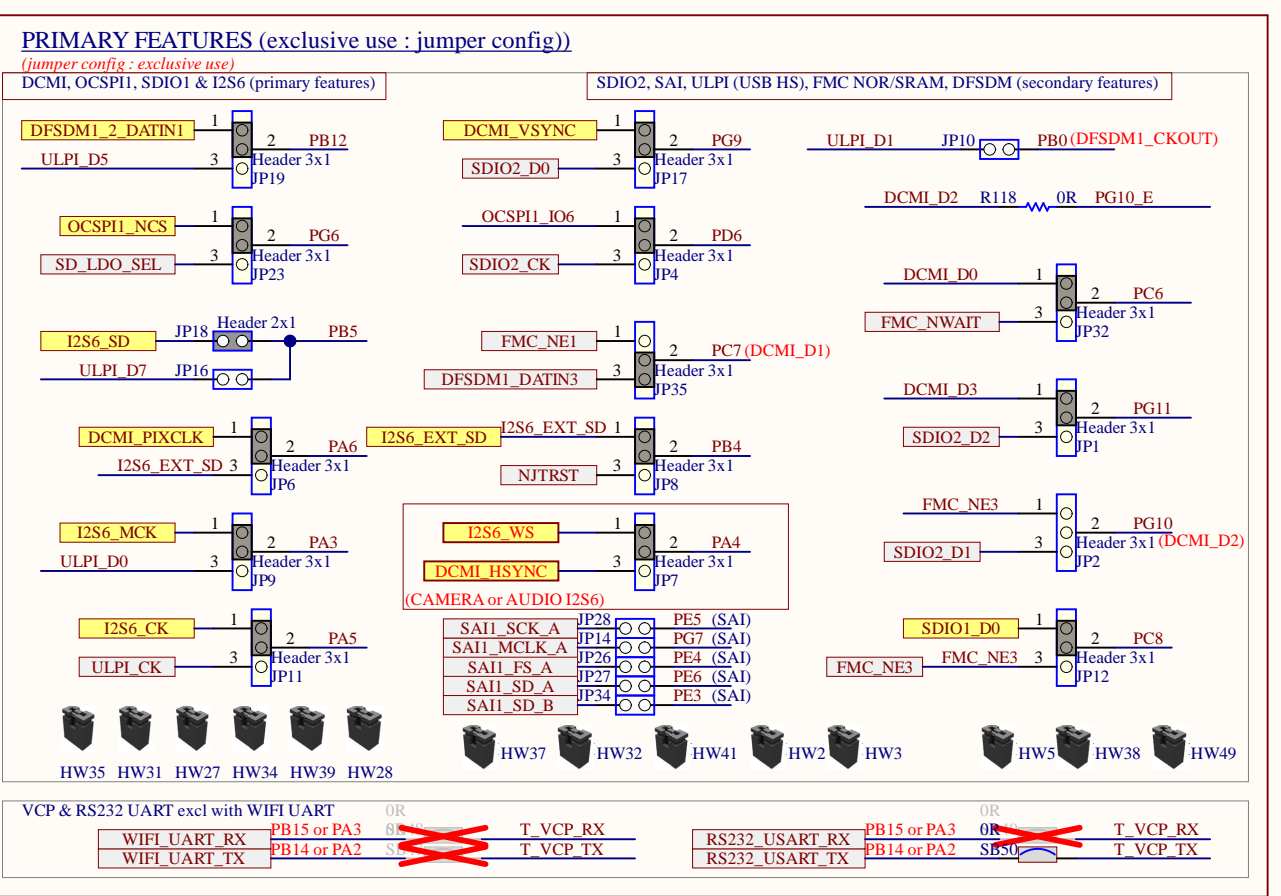 PRIMARY FEATURES (exclusive use : jumper config))
(jumper config : exclusive use)
DCMI, OCSPI1, SDIO1 & I2S6 (primary features)
SDIO2, SAI, ULPI (USB HS), FMC NOR/SRAM, DFSDM (secondary features)
DFSDM1_2_DATIN1 1
2 PB12
ULPI_D5 3 Header 3x1
JP19
OCSPI1_NCS 1
2 PG6
SD_LDO_SEL 3 Header 3x1
JP23
Header 2x1
I2S6_SD JP18 PB5
ULPI_D7 JP16
DCMI_PIXCLK 1
2 PA6
I2S6_EXT_SD 3 Header 3x1
JP6
I2S6_MCK 1
2 PA3
ULPI_D0 3 Header 3x1
JP9
I2S6_CK 1
2 PA5
ULPI_CK 3 Header 3x1
JP11
HW35 HW31 HW27 HW34 HW39 HW28
DCMI_VSYNC 1
2 PG9
SDIO2_D0 3 Header 3x1
JP17
OCSPI1_IO6 1
2 PD6
SDIO2_CK 3 Header 3x1
JP4
FMC_NE1 1
2 PC7 (DCMI_D1)
DFSDM1_DATIN3 3 Header 3x1
JP35
I2S6_EXT_SD I2S6_EXT_SD 1
2 PB4
NJTRST 3 Header 3x1
JP8
I2S6_WS 1
2 PA4
DCMI_HSYNC 3 Header 3x1
JP7
(CAMERA or AUDIO I2S6)
SAI1_SCK_A JP28 PE5 (SAI)
SAI1_MCLK_A JP14 PG7 (SAI)
SAI1_FS_A JP26 PE4 (SAI)
SAI1_SD_A JP27 PE6 (SAI)
SAI1_SD_B JP34 PE3 (SAI)
HW37 HW32 HW41 HW2 HW3
ULPI_D1 JP10 PB0 (DFSDM1_CKOUT)
DCMI_D2 R118 0R PG10_E
DCMI_D0 1
2 PC6
FMC_NWAIT 3 Header 3x1
JP32
DCMI_D3 1
2 PG11
SDIO2_D2 3 Header 3x1
JP1
FMC_NE3 1
2 PG10
SDIO2_D1 3 Header 3x1 (DCMI_D2)
JP2
SDIO1_D0 1
2 PC8
FMC_NE3 FMC_NE3 3 Header 3x1
JP12
HW5 HW38 HW49
VCP & RS232 UART excl with WIFI UART
0R
WIFI_UART_RX PB15 or PA3 T_VCP_RX
WIFI_UART_TX PB14 or PA2 T_VCP_TX
0R
RS232_USART_RX PB15 or PA3 0R T_VCP_RX
RS232_USART_TX PB14 or PA2 SB50 T_VCP_TX